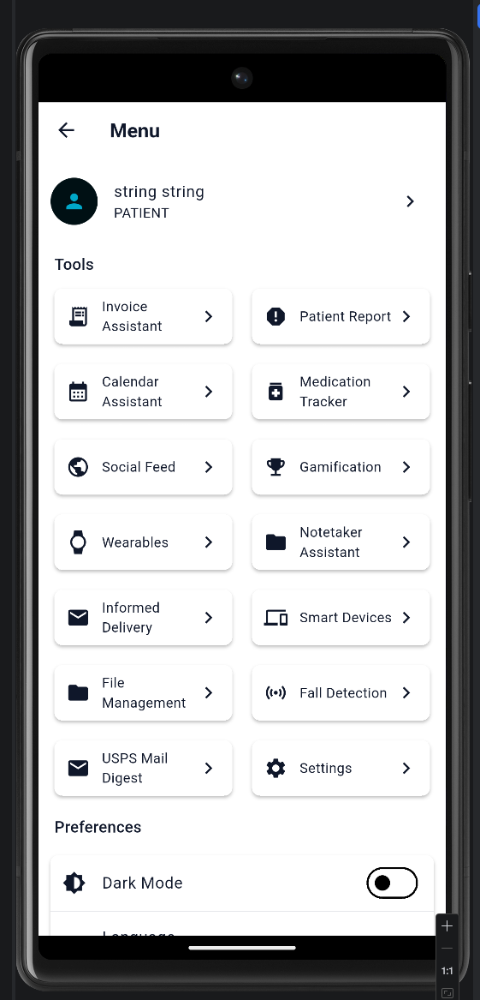 Menu
string string
PATIENT
Tools
Invoice
Assistant
Patient Report
Calendar
Assistant
Medication
Tracker
Social Feed
Gamification
Wearables
Notetaker
Assistant
Informed
Delivery
Smart Devices
File
Management
Fall Detection
USPS Mail
Digest
Settings
Preferences
Dark Mode
Language
1:1